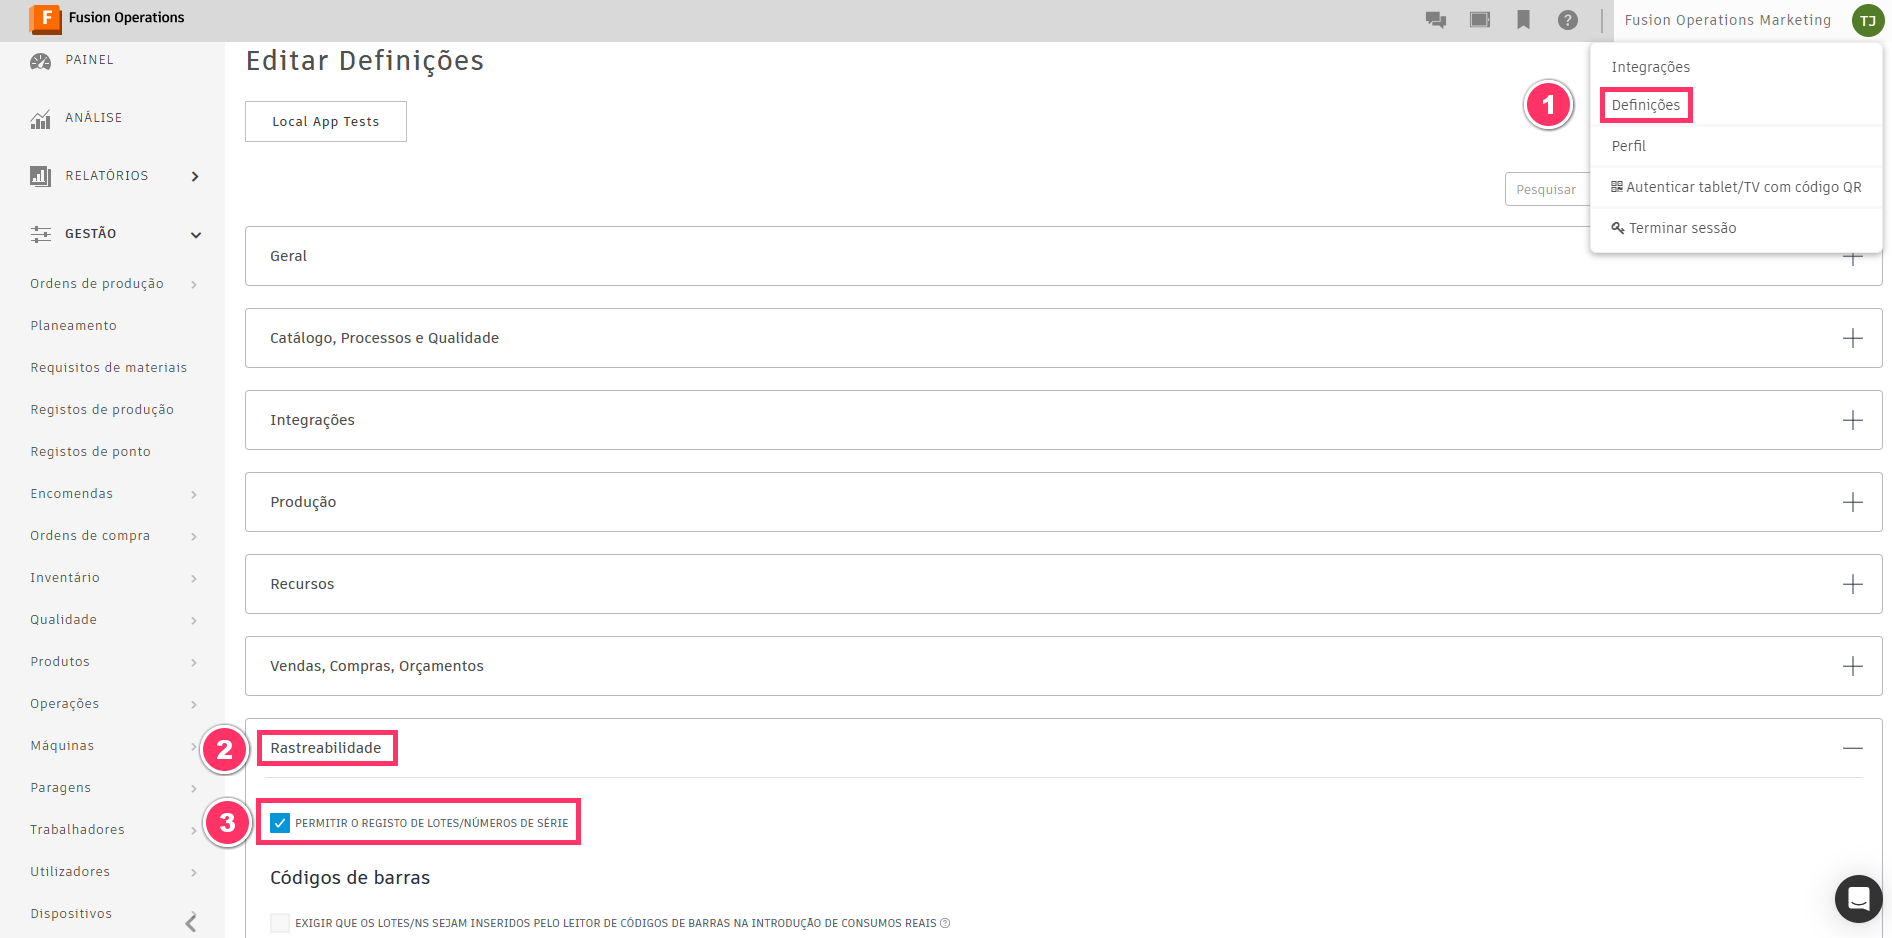 Fusion Operations
Fusion Operations Marketing
TJ
PAINEL
ANÁLISE
RELATÓRIOS
GESTÃO
Ordens de produção
Planeamento
Requisitos de materiais
Registos de produção
Registos de ponto
Encomendas
Ordens de compra
Inventário
Qualidade
Produtos
Operações
Máquinas
Paragens
Trabalhadores
Utilizadores
Dispositivos
Editar Definições
Local App Tests
1
Integrações
Definições
Perfil
Autenticar tablet/TV com código QR
Terminar sessão
Pesquisar
Geral
Catálogo, Processos e Qualidade
Integrações
Produção
Recursos
Vendas, Compras, Orçamentos
2
Rastreabilidade
3
PERMITIR O REGISTO DE LOTES/NÚMEROS DE SÉRIE
Códigos de barras
EXIGIR QUE OS LOTES/NS SEJAM INSERIDOS PELO LEITOR DE CÓDIGOS DE BARRAS NA INTRODUÇÃO DE CONSUMOS REAIS